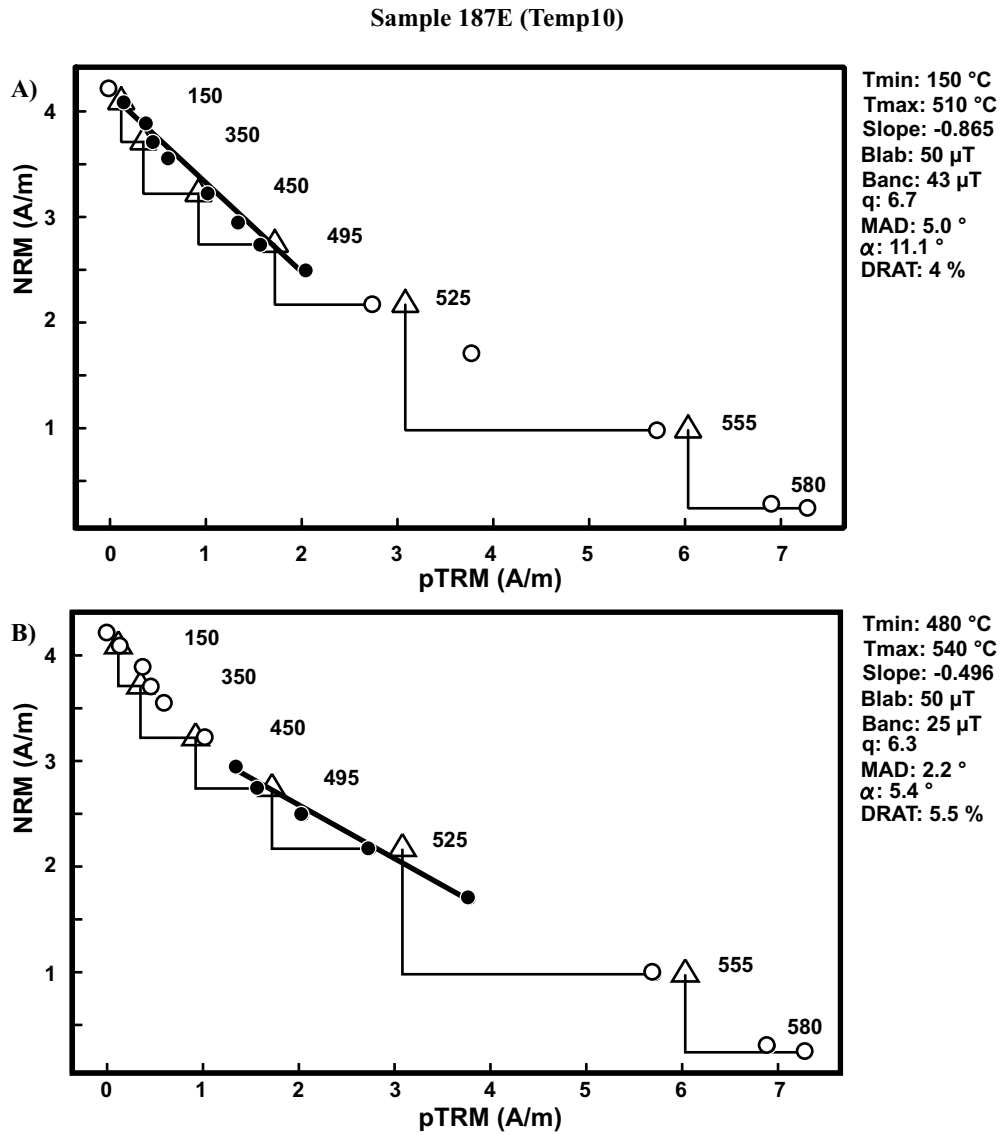 Sample 187E (Temp10)
A)
NRM (A/m)
4
3
2
1
150
350
450
495
525
555
580
0 1 2 3 4 5 6 7
pTRM (A/m)
Tmin: 150 °C
Tmax: 510 °C
Slope: -0.865
Blab: 50 µT
Banc: 43 µT
q: 6.7
MAD: 5.0 °
α: 11.1 °
DRAT: 4 %
B)
NRM (A/m)
4
3
2
1
150
350
450
495
525
555
580
0 1 2 3 4 5 6 7
pTRM (A/m)
Tmin: 480 °C
Tmax: 540 °C
Slope: -0.496
Blab: 50 µT
Banc: 25 µT
q: 6.3
MAD: 2.2 °
α: 5.4 °
DRAT: 5.5 %